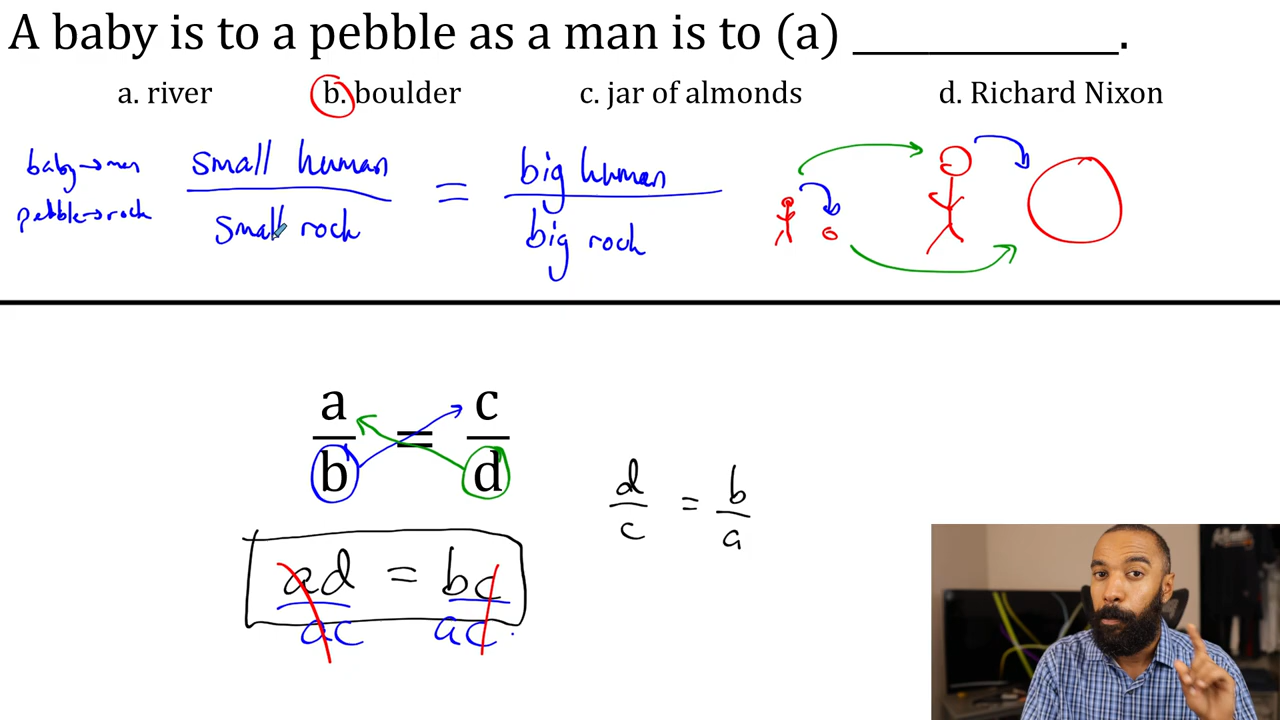 A baby is to a pebble as a man is to (a) ____________.
a. river b. boulder c. jar of almonds d. Richard Nixon
baby→man
pebble→rock
small human = big human
small rock big rock
a = c
b d
d = b
c a
ad = bc
ac ac